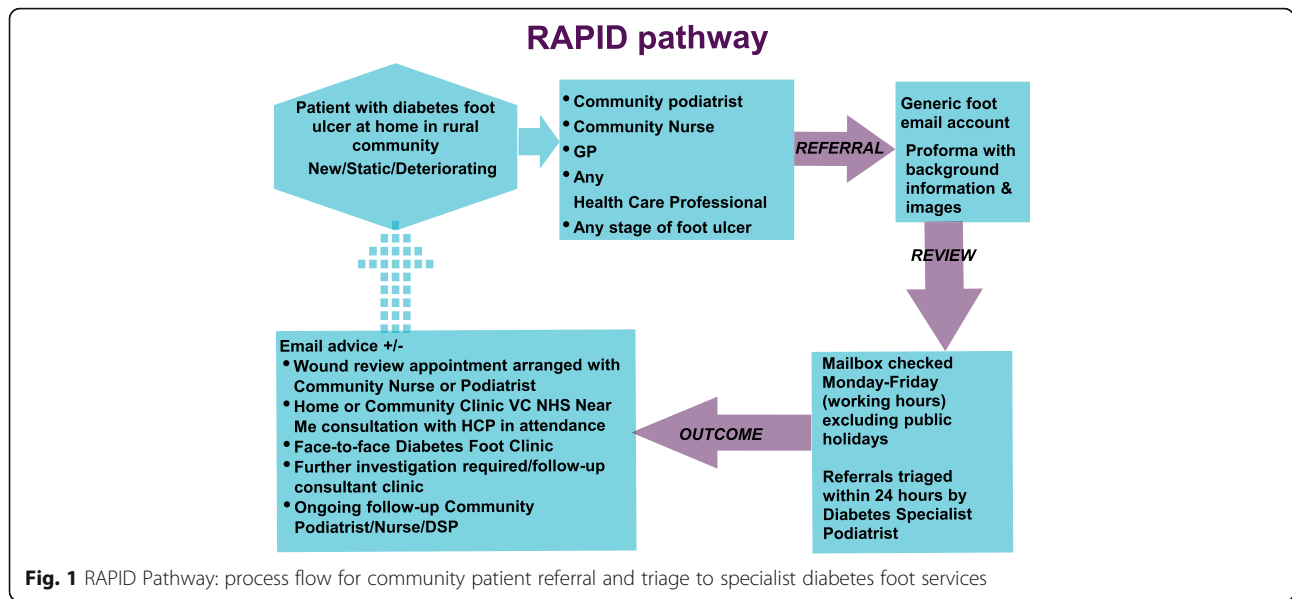 RAPID pathway
Patient with diabetes foot
ulcer at home in rural
community
New/Static/Deteriorating
• Community podiatrist
• Community Nurse
• GP
• Any
Health Care Professional
• Any stage of foot ulcer
REFERRAL
Generic foot
email account
Proforma with
background
information &
images
REVIEW
Mailbox checked
Monday-Friday
(working hours)
excluding public
holidays
Referrals triaged
within 24 hours by
Diabetes Specialist
Podiatrist
OUTCOME
Email advice +/-
• Wound review appointment arranged with
Community Nurse or Podiatrist
• Home or Community Clinic VC NHS Near
Me consultation with HCP in attendance
• Face-to-face Diabetes Foot Clinic
• Further investigation required/follow-up
consultant clinic
• Ongoing follow-up Community
Podiatrist/Nurse/DSP
Fig. 1 RAPID Pathway: process flow for community patient referral and triage to specialist diabetes foot services